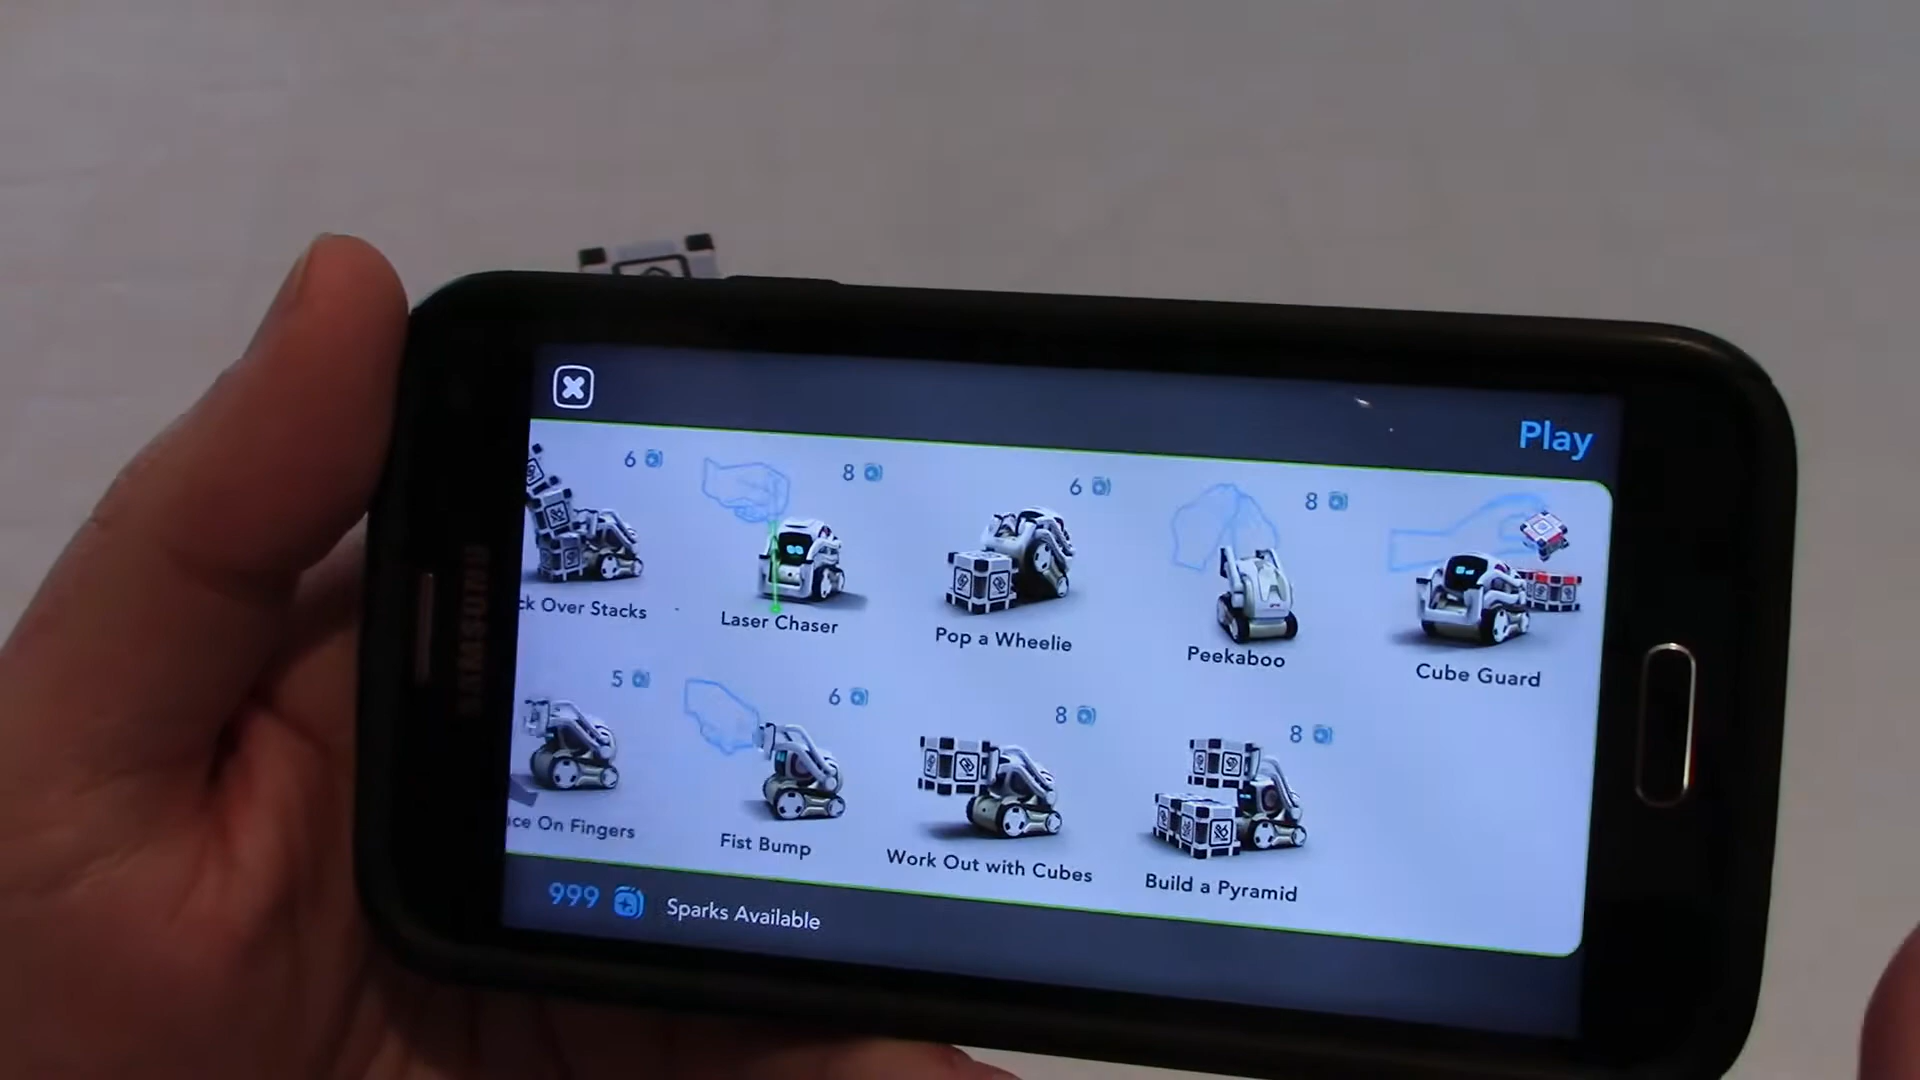 Play
6
8
6
8
ck Over Stacks
Laser Chaser
Pop a Wheelie
Peekaboo
Cube Guard
5
6
8
8
ce On Fingers
Fist Bump
Work Out with Cubes
Build a Pyramid
999 Sparks Available
SAMSUNG